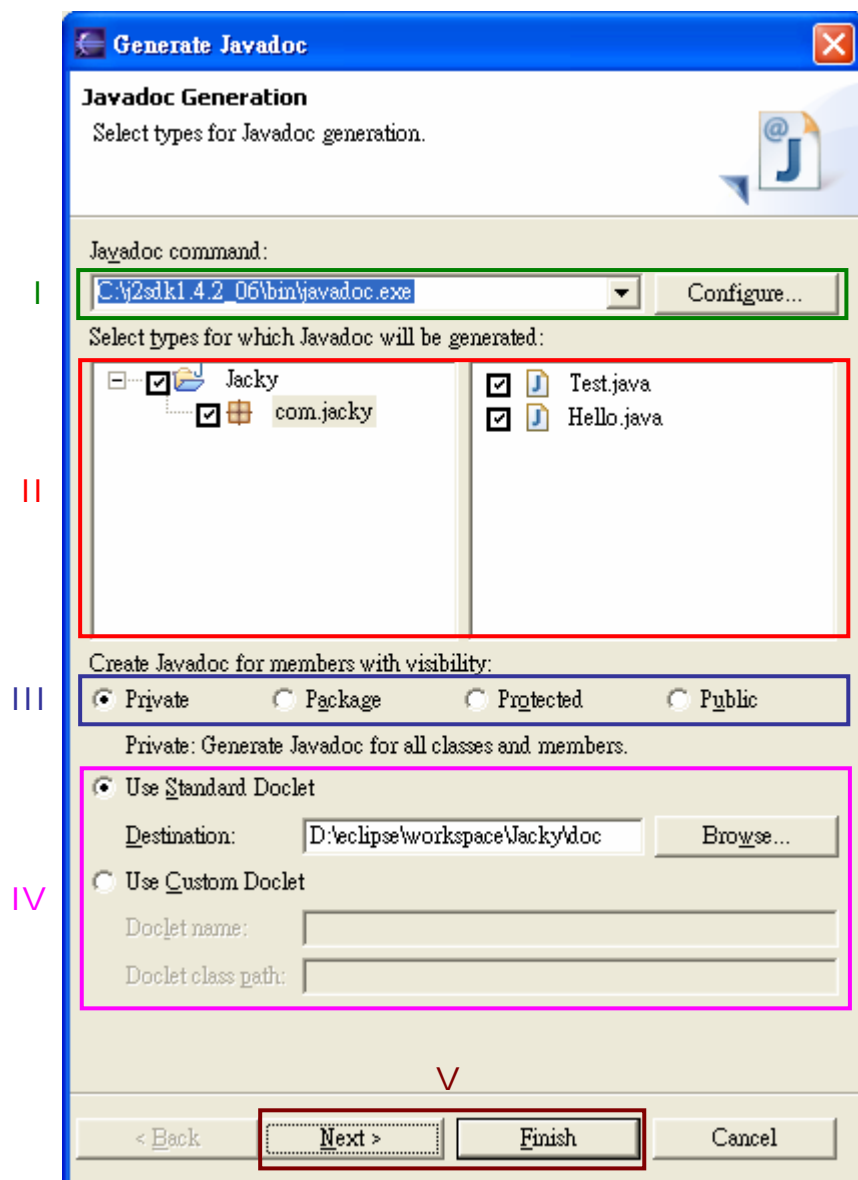 Generate Javadoc
Javadoc Generation
Select types for Javadoc generation.
Javadoc command:
I
C:\j2sdk1.4.2_06\bin\javadoc.exe
Configure...
Select types for which Javadoc will be generated:
II
Jacky
com.jacky
Test.java
Hello.java
Create Javadoc for members with visibility:
III
Private Package Protected Public
Private: Generate Javadoc for all classes and members.
IV
Use Standard Doclet
Destination: D:\eclipse\workspace\Jacky\doc Browse...
Use Custom Doclet
Doclet name:
Doclet class path:
V
< Back Next > Finish Cancel